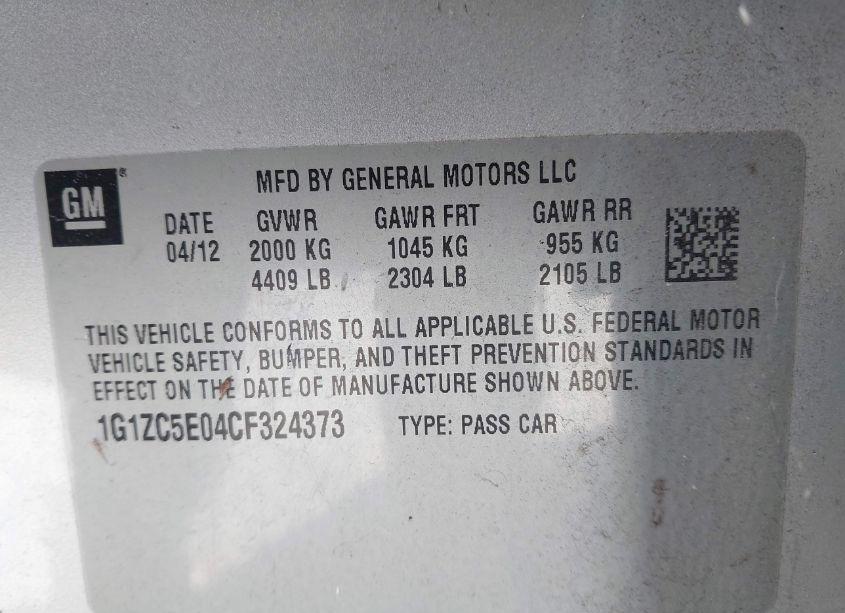 GM
MFD BY GENERAL MOTORS LLC
DATE GVWR GAWR FRT GAWR RR
04/12 2000 KG 1045 KG 955 KG
4409 LB 2304 LB 2105 LB
THIS VEHICLE CONFORMS TO ALL APPLICABLE U.S. FEDERAL MOTOR
VEHICLE SAFETY, BUMPER, AND THEFT PREVENTION STANDARDS IN
EFFECT ON THE DATE OF MANUFACTURE SHOWN ABOVE.
1G1ZC5E04CF324373 TYPE: PASS CAR